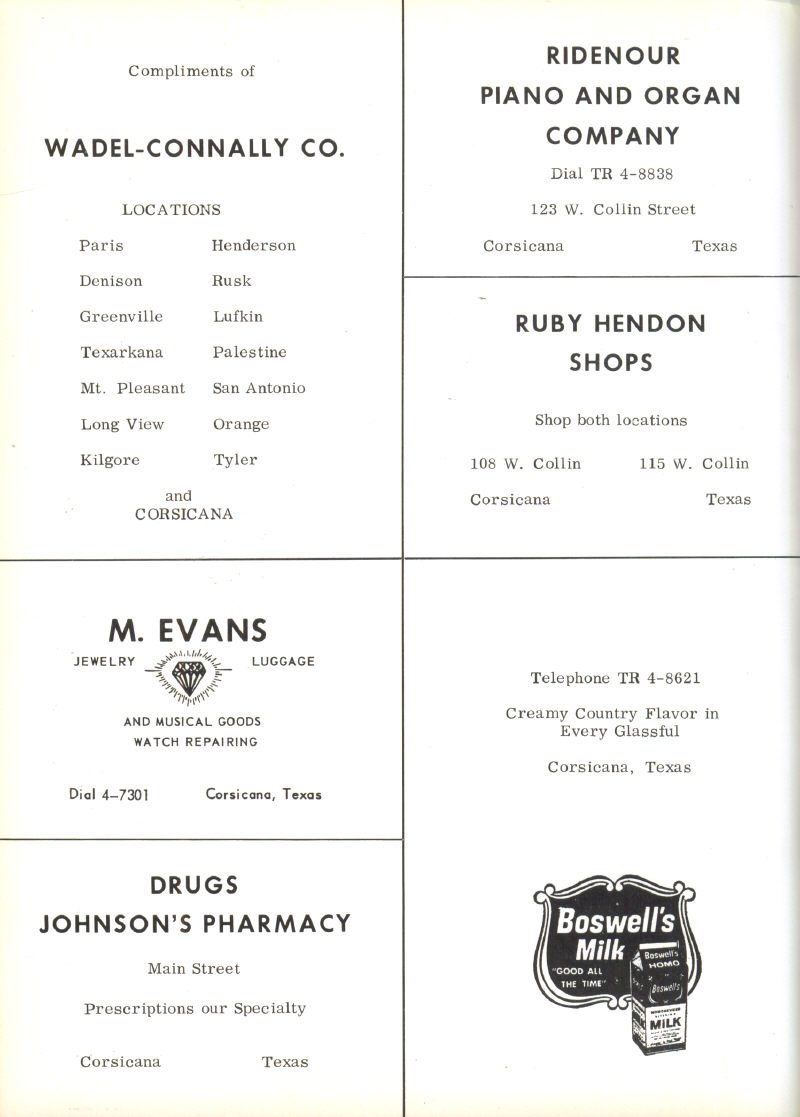 Compliments of
WADEL-CONNALLY CO.
LOCATIONS
Paris Henderson
Denison Rusk
Greenville Lufkin
Texarkana Palestine
Mt. Pleasant San Antonio
Long View Orange
Kilgore Tyler
and
CORSICANA
RIDENOUR
PIANO AND ORGAN
COMPANY
Dial TR 4-8838
123 W. Collin Street
Corsicana Texas
RUBY HENDON
SHOPS
Shop both locations
108 W. Collin 115 W. Collin
Corsicana Texas
M. EVANS
JEWELRY LUGGAGE
AND MUSICAL GOODS
WATCH REPAIRING
Dial 4-7301 Corsicana, Texas
DRUGS
JOHNSON'S PHARMACY
Main Street
Prescriptions our Specialty
Corsicana Texas
Telephone TR 4-8621
Creamy Country Flavor in
Every Glassful
Corsicana, Texas
Boswell's
Milk
"GOOD ALL
THE TIME"
Boswell's
HOMO
Boswell's
MILK